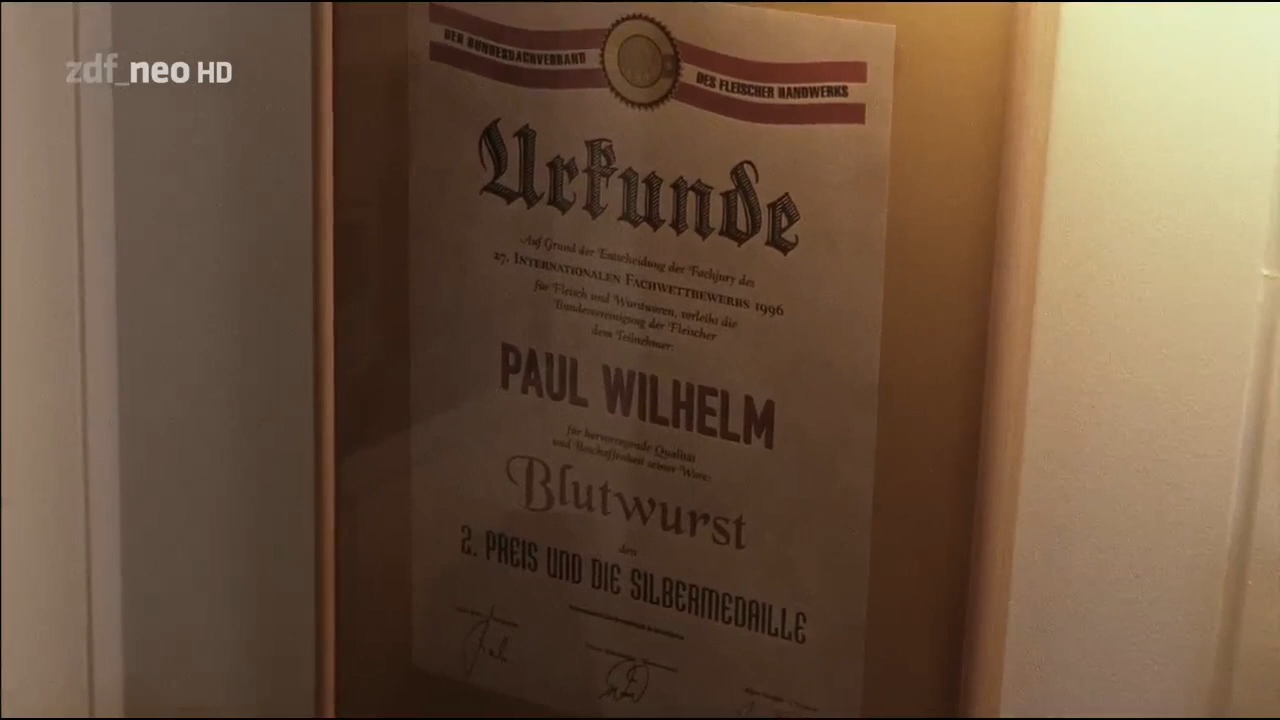 zdf_neo HD
DER BUNDESDACHVERBAND
DES FLEISCHER HANDWERKS
Urkunde
Auf Grund der Entscheidung der Fachjury des
27. INTERNATIONALEN FACHWETTBEWERBS 1996
für Fleisch und Wurstwaren, verleiht die
Bundesvereinigung der Fleischer
dem Teilnehmer:
PAUL WILHELM
für hervorragende Qualität
und Beschaffenheit seiner Ware:
Blutwurst
den
2. PREIS UND DIE SILBERMEDAILLE